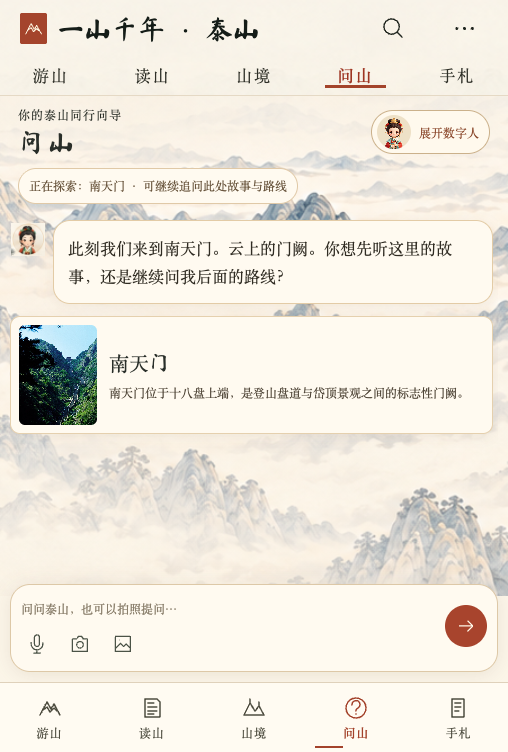 一山千年 · 泰山
游山 读山 山境 问山 手札
你的泰山同行向导
问山
展开数字人
正在探索：南天门 · 可继续追问此处故事与路线
此刻我们来到南天门。云上的门阙。你想先听这里的故
事，还是继续问我后面的路线？
南天门
南天门位于十八盘上端，是登山盘道与岱顶景观之间的标志性门阙。
问问泰山，也可以拍照提问…
游山 读山 山境 问山 手札